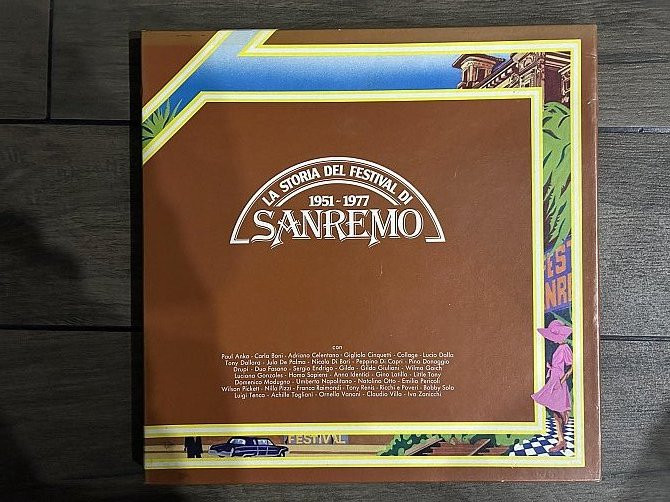 LA STORIA DEL FESTIVAL DI
1951 - 1977
SANREMO
con
Paul Anka - Carla Boni - Adriano Celentano - Gigliola Cinquetti - Collage - Lucio Dalla
Tony Dallara - Jula De Palma - Nicola Di Bari - Peppino Di Capri - Pino Donaggio
Drupi - Duo Fasano - Sergio Endrigo - Gilda - Gilda Giuliani - Wilma Goich
Luciana Gonzales - Homo Sapiens - Anna Identici - Gino Latilla - Little Tony
Domenico Modugno - Umberto Napolitano - Natalino Otto - Emilio Pericoli
Wilson Pickett - Nilla Pizzi - Franca Raimondi - Tony Renis - Ricchi e Poveri - Bobby Solo
Luigi Tenco - Achille Togliani - Ornella Vanoni - Claudio Villa - Iva Zanicchi
FEST
NR
FESTIVAL